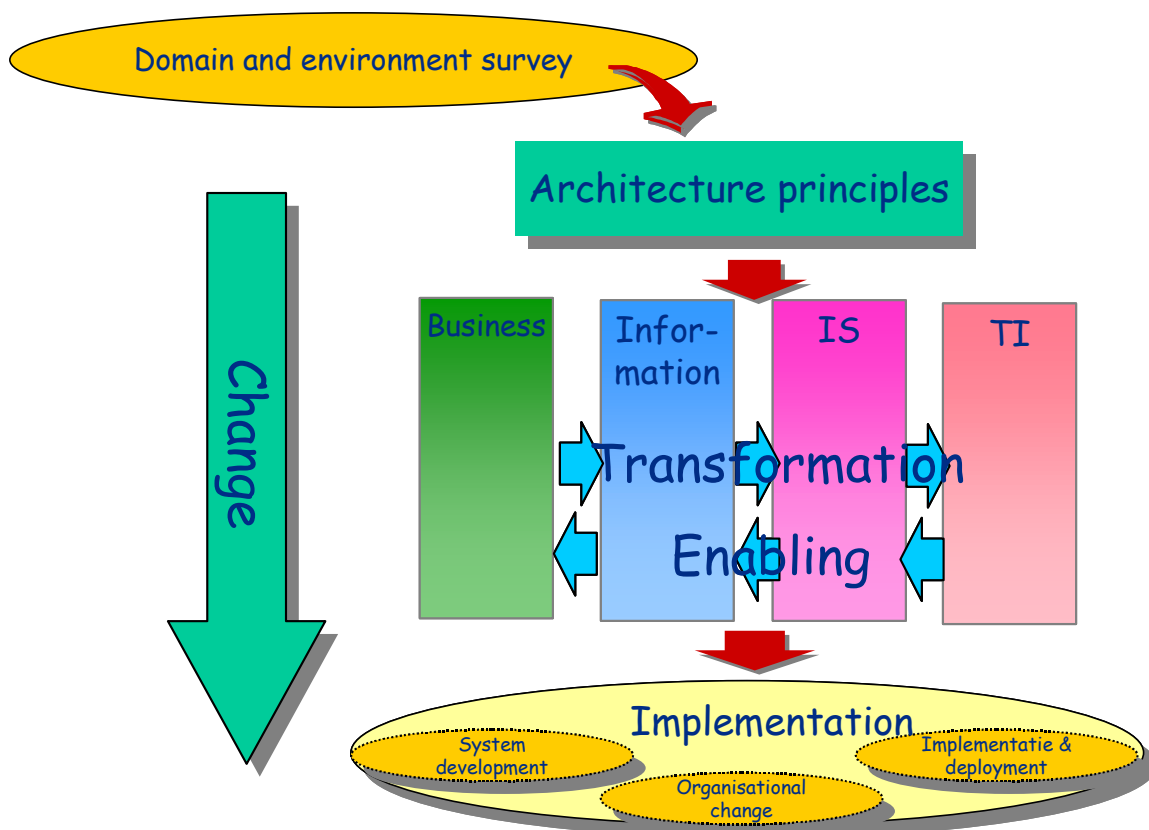 Domain and environment survey
Architecture principles
Change
Business
Infor-
mation
IS
TI
Transformation
Enabling
Implementation
System
development
Organisational
change
Implementatie &
deployment